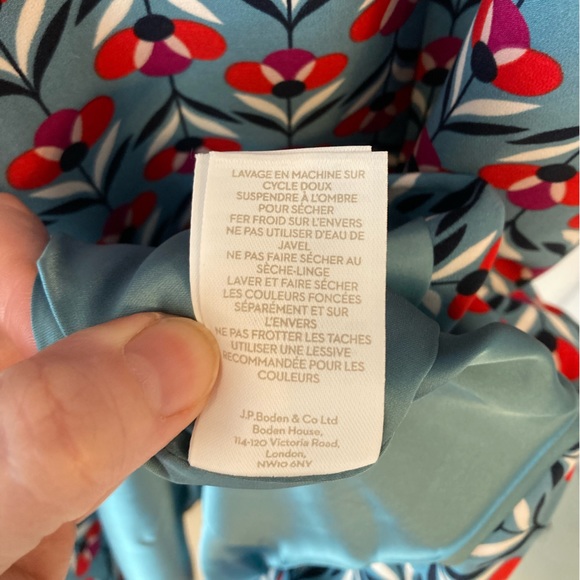 LAVAGE EN MACHINE SUR
CYCLE DOUX
SUSPENDRE À L'OMBRE
POUR SÉCHER
FER FROID SUR L'ENVERS
NE PAS UTILISER D'EAU DE
JAVEL
NE PAS FAIRE SÉCHER AU
SÈCHE-LINGE
LAVER ET FAIRE SÉCHER
LES COULEURS FONCÉES
SÉPARÉMENT ET SUR
L'ENVERS
NE PAS FROTTER LES TACHES
UTILISER UNE LESSIVE
RECOMMANDÉE POUR LES
COULEURS
J.P.Boden & Co Ltd
Boden House,
114-120 Victoria Road,
London,
NW10 6NY